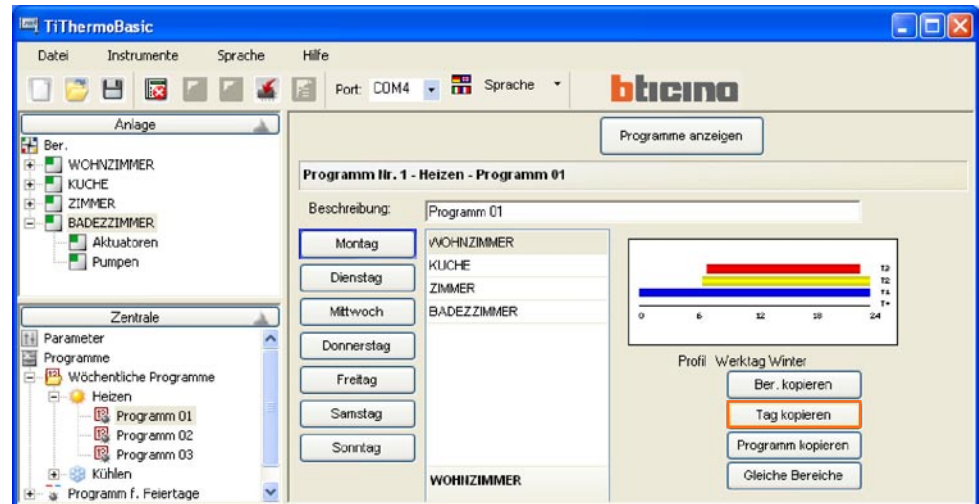 TiThermoBasic
Datei Instrumente Sprache Hilfe
Port: COM4 Sprache bticino
Anlage
Ber.
WOHNZIMMER
KUCHE
ZIMMER
BADEZZIMMER
Aktuatoren
Pumpen
Zentrale
Parameter
Programme
Wöchentliche Programme
Heizen
Programm 01
Programm 02
Programm 03
Kühlen
Programm f. Feiertage
Programme anzeigen
Programm Nr. 1 - Heizen - Programm 01
Beschreibung: Programm 01
Montag
Dienstag
Mittwoch
Donnerstag
Freitag
Samstag
Sonntag
WOHNZIMMER
KUCHE
ZIMMER
BADEZZIMMER
WOHNZIMMER
T3
T2
T1
T*
0 6 12 18 24
Profil Werktag Winter
Ber. kopieren
Tag kopieren
Programm kopieren
Gleiche Bereiche